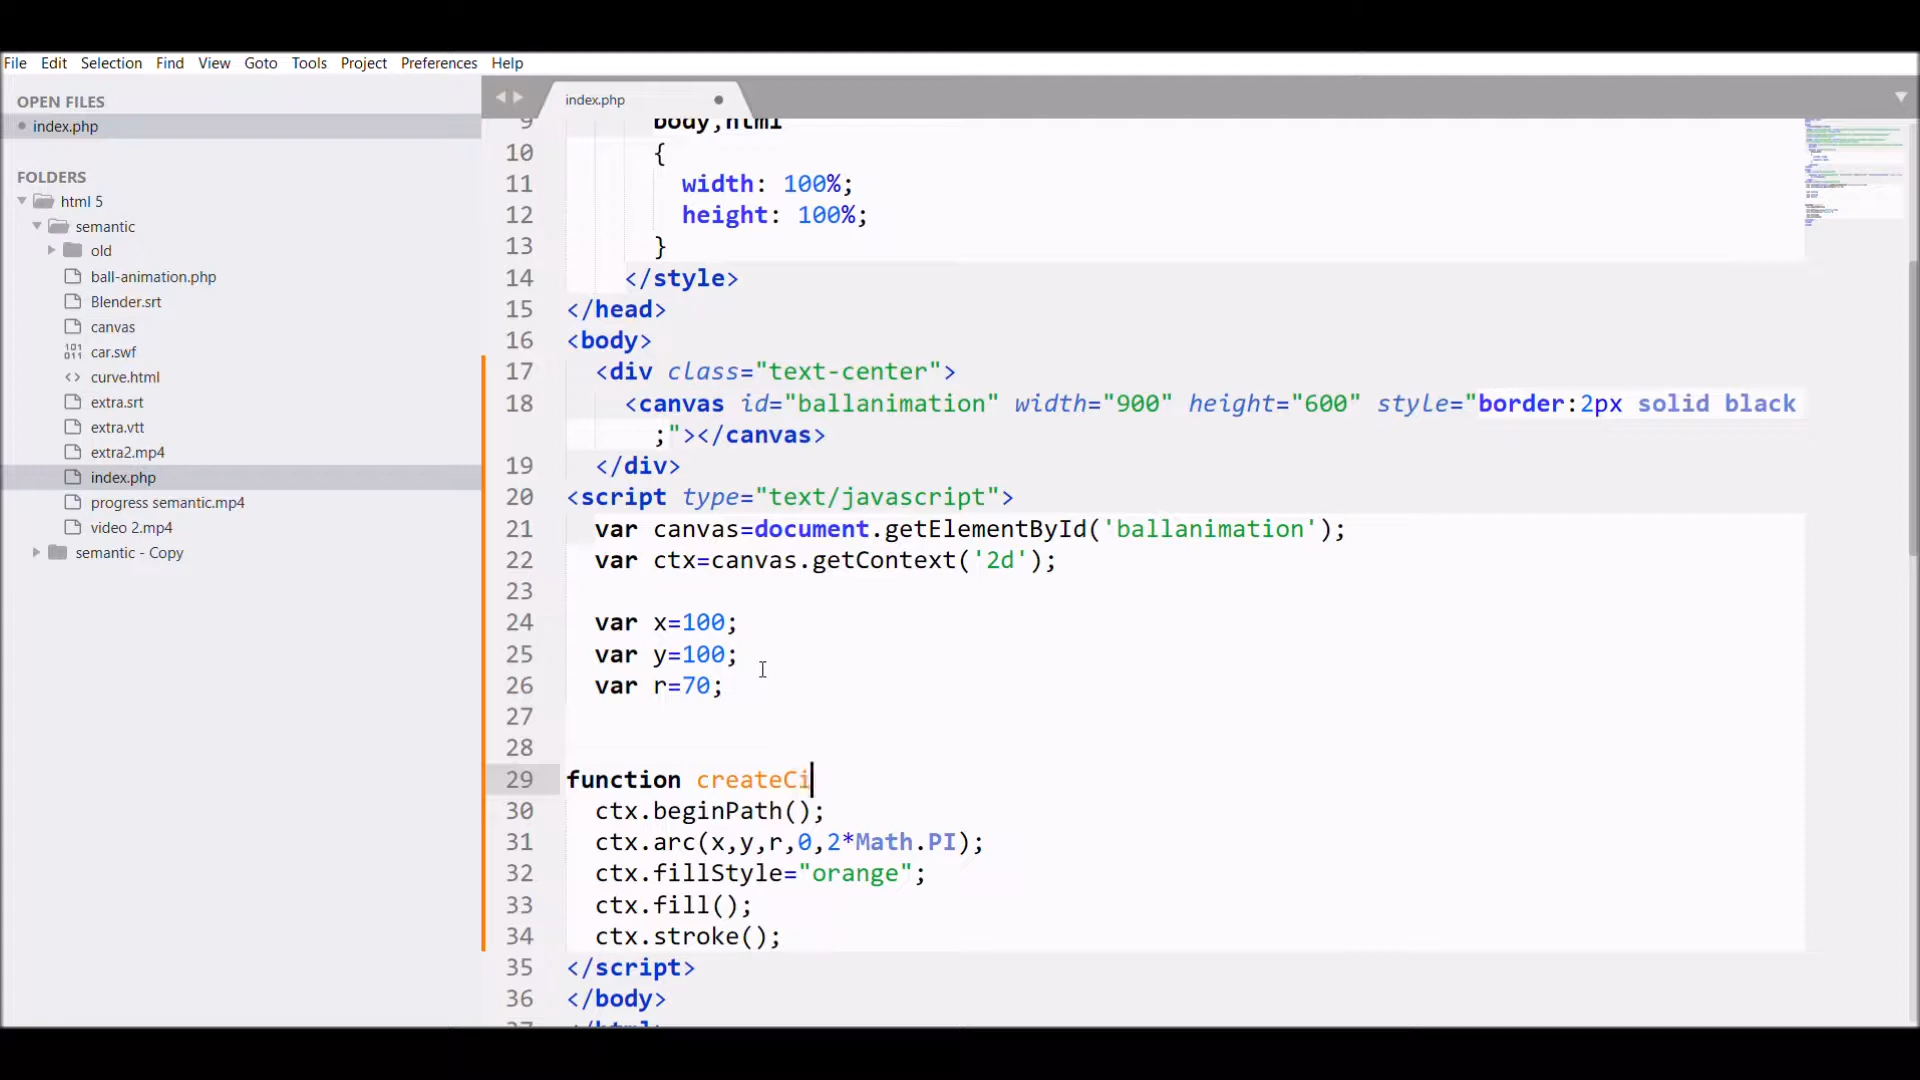 File Edit Selection Find View Goto Tools Project Preferences Help
OPEN FILES
index.php
FOLDERS
html 5
semantic
old
ball-animation.php
Blender.srt
canvas
car.swf
curve.html
extra.srt
extra.vtt
extra2.mp4
index.php
progress semantic.mp4
video 2.mp4
semantic - Copy
index.php
9 body,html
10 {
11 width: 100%;
12 height: 100%;
13 }
14 </style>
15 </head>
16 <body>
17 <div class="text-center">
18 <canvas id="ballanimation" width="900" height="600" style="border:2px solid black
;"></canvas>
19 </div>
20 <script type="text/javascript">
21 var canvas=document.getElementById('ballanimation');
22 var ctx=canvas.getContext('2d');
23
24 var x=100;
25 var y=100;
26 var r=70;
27
28
29 function createCi
30 ctx.beginPath();
31 ctx.arc(x,y,r,0,2*Math.PI);
32 ctx.fillStyle="orange";
33 ctx.fill();
34 ctx.stroke();
35 </script>
36 </body>
37 </html>